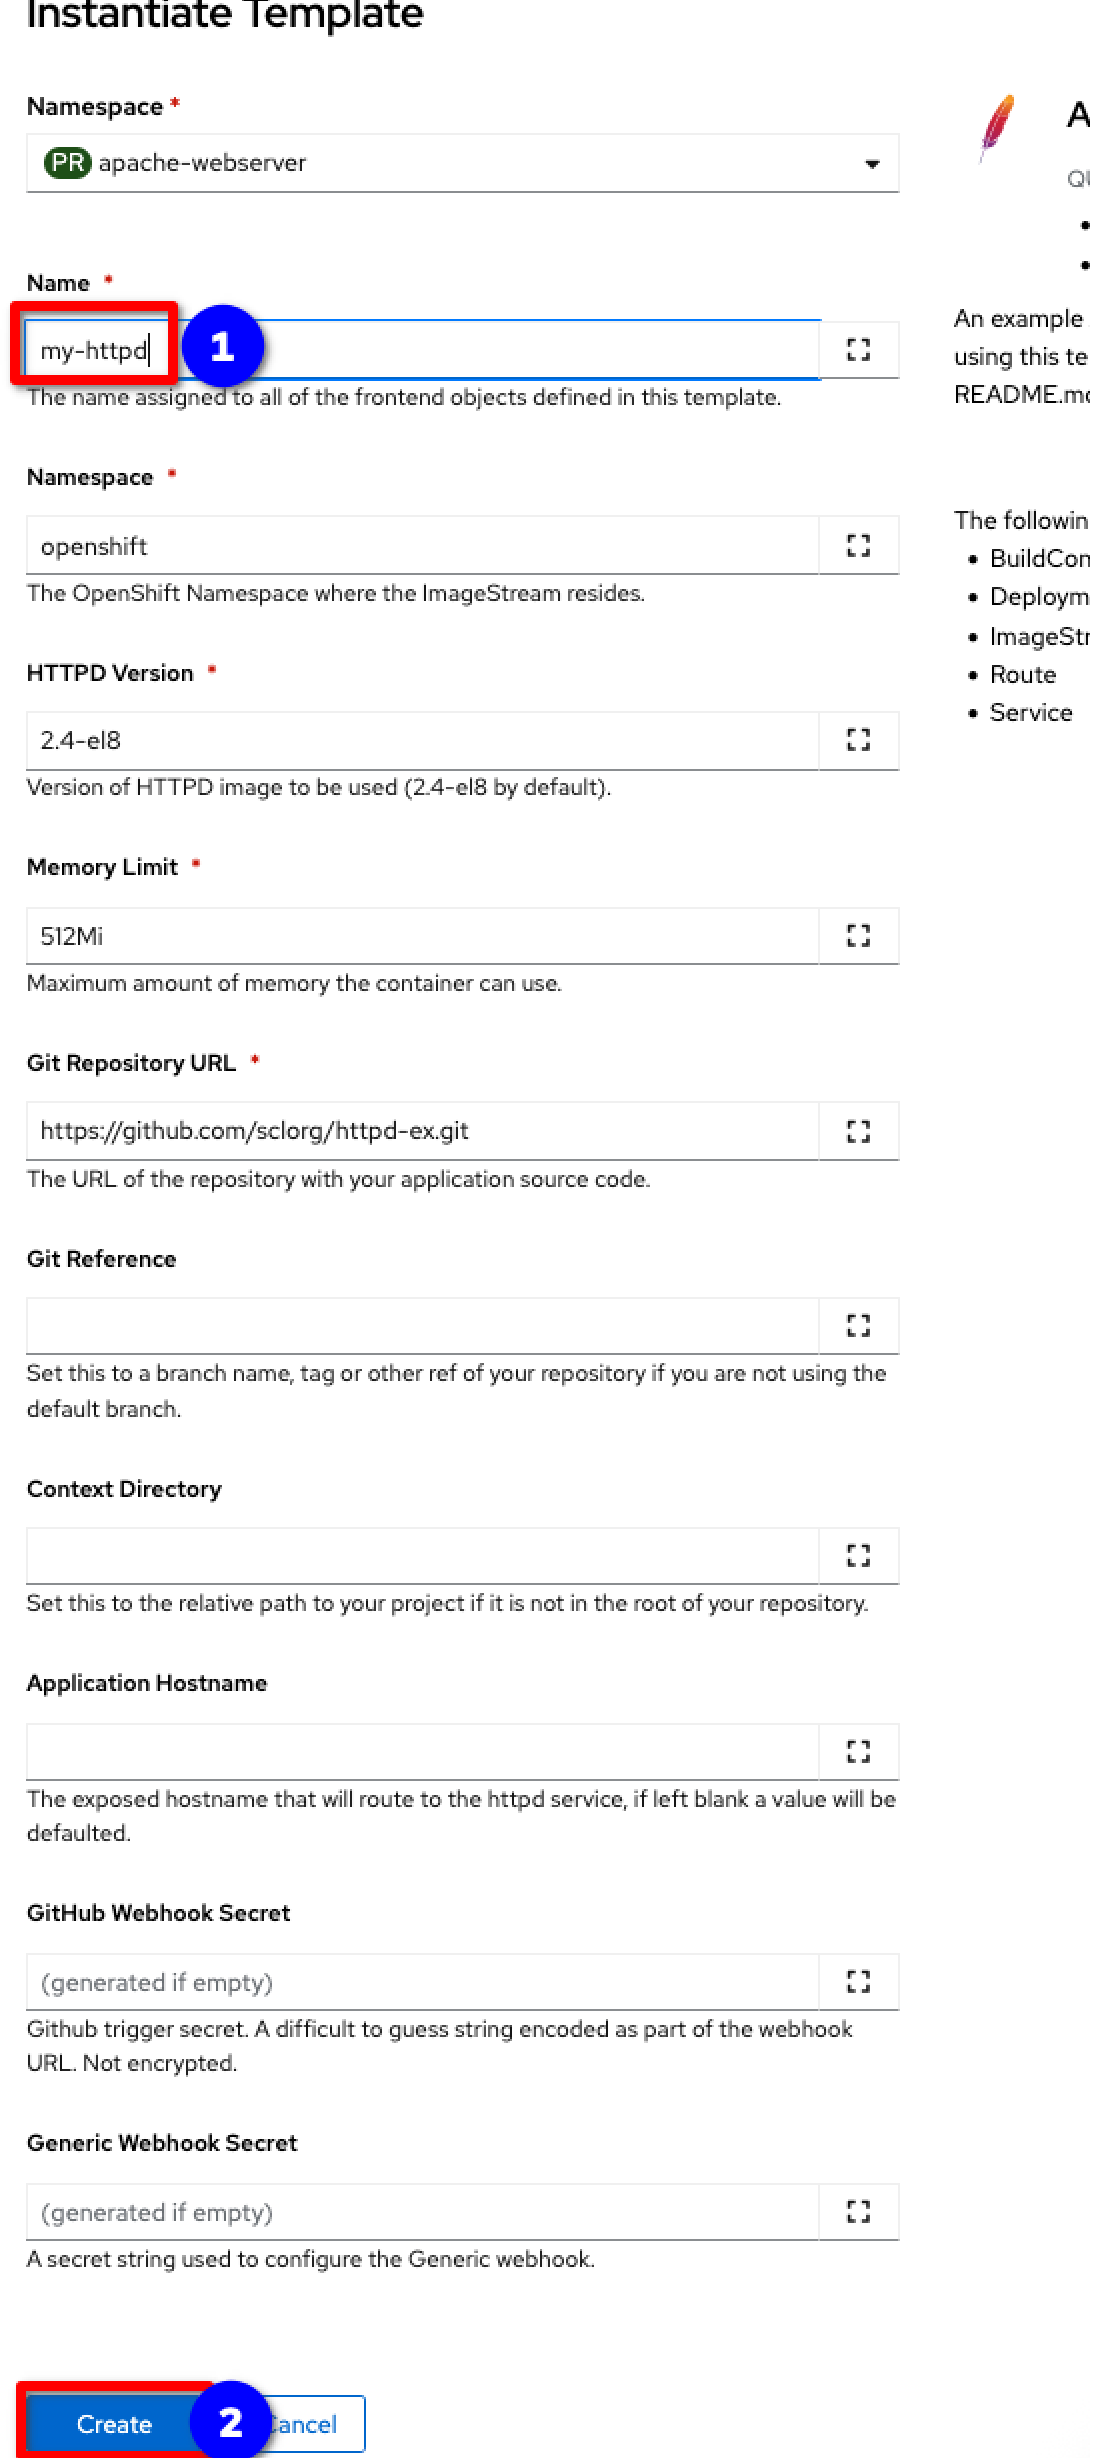 Instantiate Template
Namespace *
PR apache-webserver
Name *
my-httpd
1
The name assigned to all of the frontend objects defined in this template.
Namespace *
openshift
The OpenShift Namespace where the ImageStream resides.
HTTPD Version *
2.4-el8
Version of HTTPD image to be used (2.4-el8 by default).
Memory Limit *
512Mi
Maximum amount of memory the container can use.
Git Repository URL *
https://github.com/sclorg/httpd-ex.git
The URL of the repository with your application source code.
Git Reference
Set this to a branch name, tag or other ref of your repository if you are not using the
default branch.
Context Directory
Set this to the relative path to your project if it is not in the root of your repository.
Application Hostname
The exposed hostname that will route to the httpd service, if left blank a value will be
defaulted.
GitHub Webhook Secret
(generated if empty)
Github trigger secret. A difficult to guess string encoded as part of the webhook
URL. Not encrypted.
Generic Webhook Secret
(generated if empty)
A secret string used to configure the Generic webhook.
Create
2
ancel
A
An example
using this te
README.m
The followin
• BuildCon
• Deploym
• ImageStr
• Route
• Service